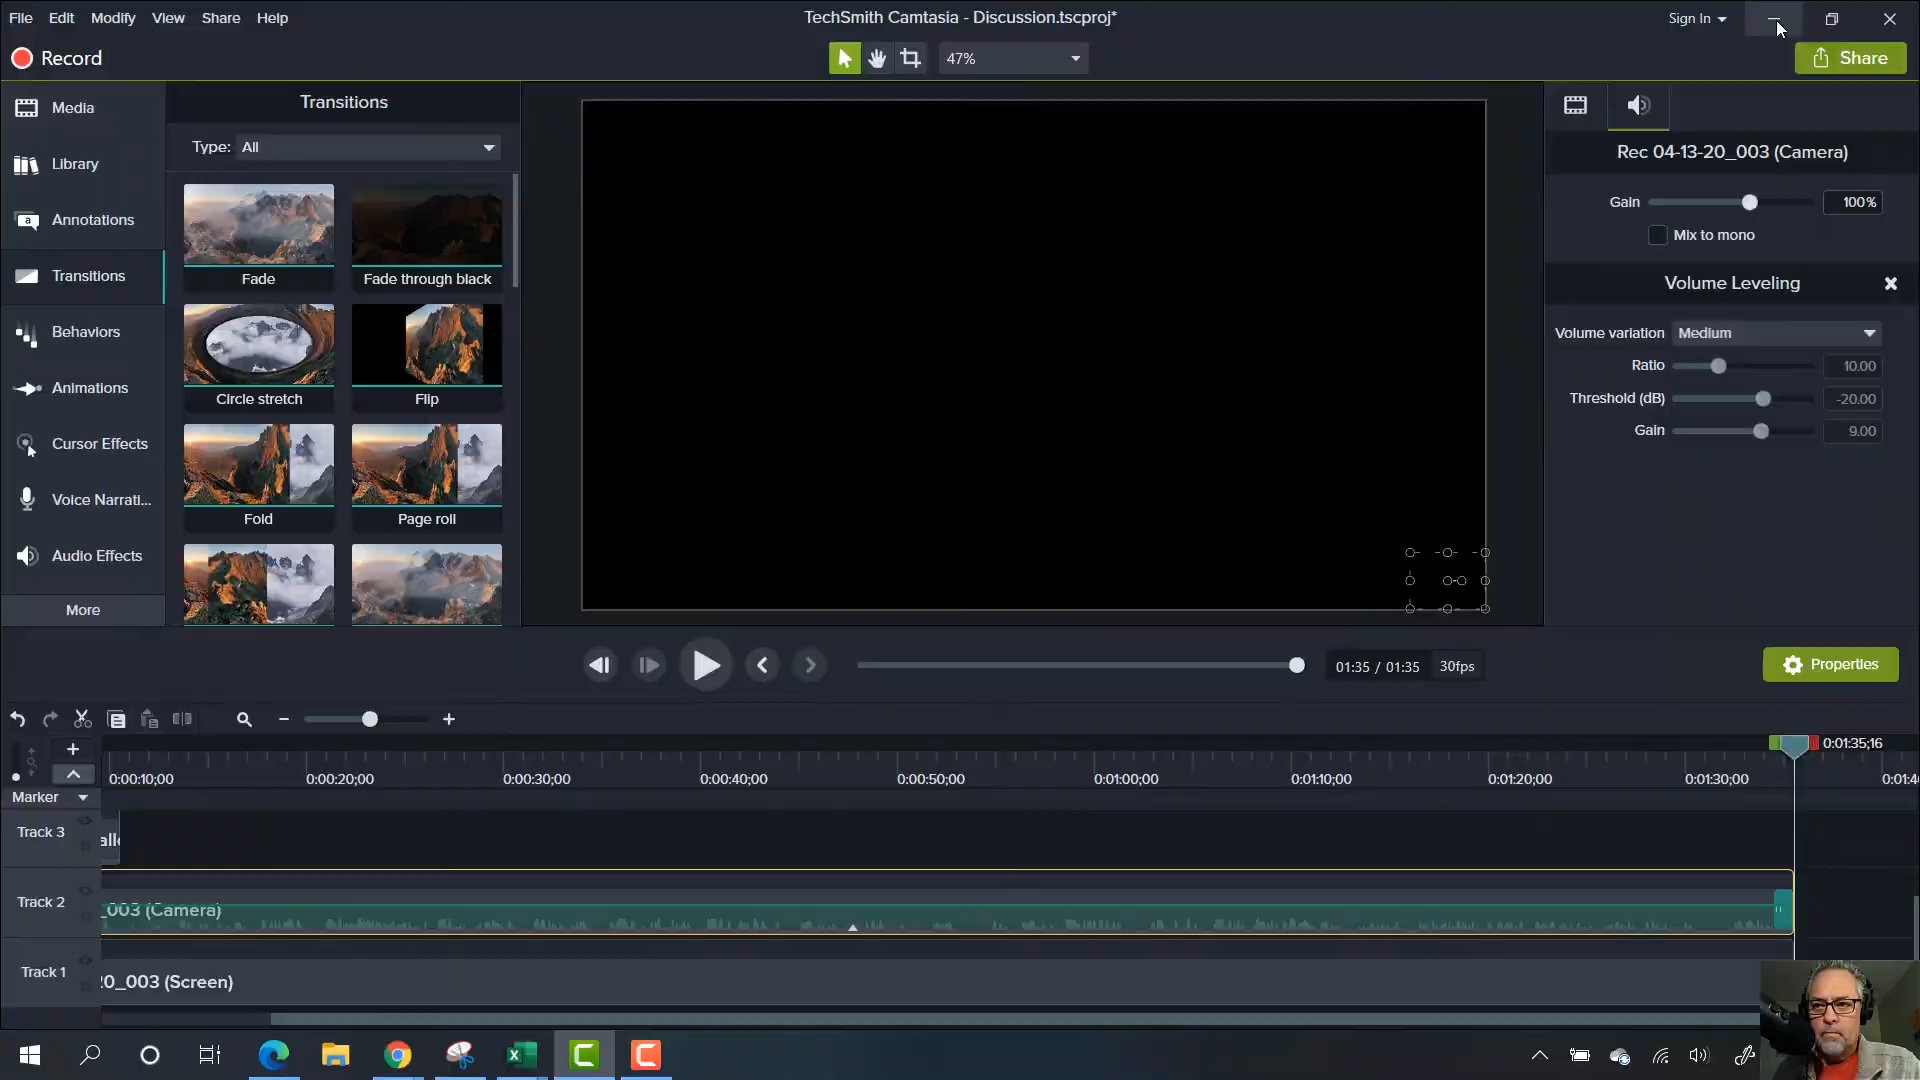 File Edit Modify View Share Help
TechSmith Camtasia - Discussion.tscproj*
Sign In
Record
47%
Share
Media
Library
Annotations
Transitions
Behaviors
Animations
Cursor Effects
Voice Narrati...
Audio Effects
More
Transitions
Type: All
Fade
Fade through black
Circle stretch
Flip
Fold
Page roll
Rec 04-13-20_003 (Camera)
Gain 100%
Mix to mono
Volume Leveling
Volume variation Medium
Ratio 10.00
Threshold (dB) -20.00
Gain 9.00
01:35 / 01:35 30fps
Properties
0:01:35;16
0:00:10;00 0:00:20;00 0:00:30;00 0:00:40;00 0:00:50;00 0:01:00;00 0:01:10;00 0:01:20;00 0:01:30;00 0:01:4
Marker
Track 3
Track 2
_003 (Camera)
Track 1
20_003 (Screen)